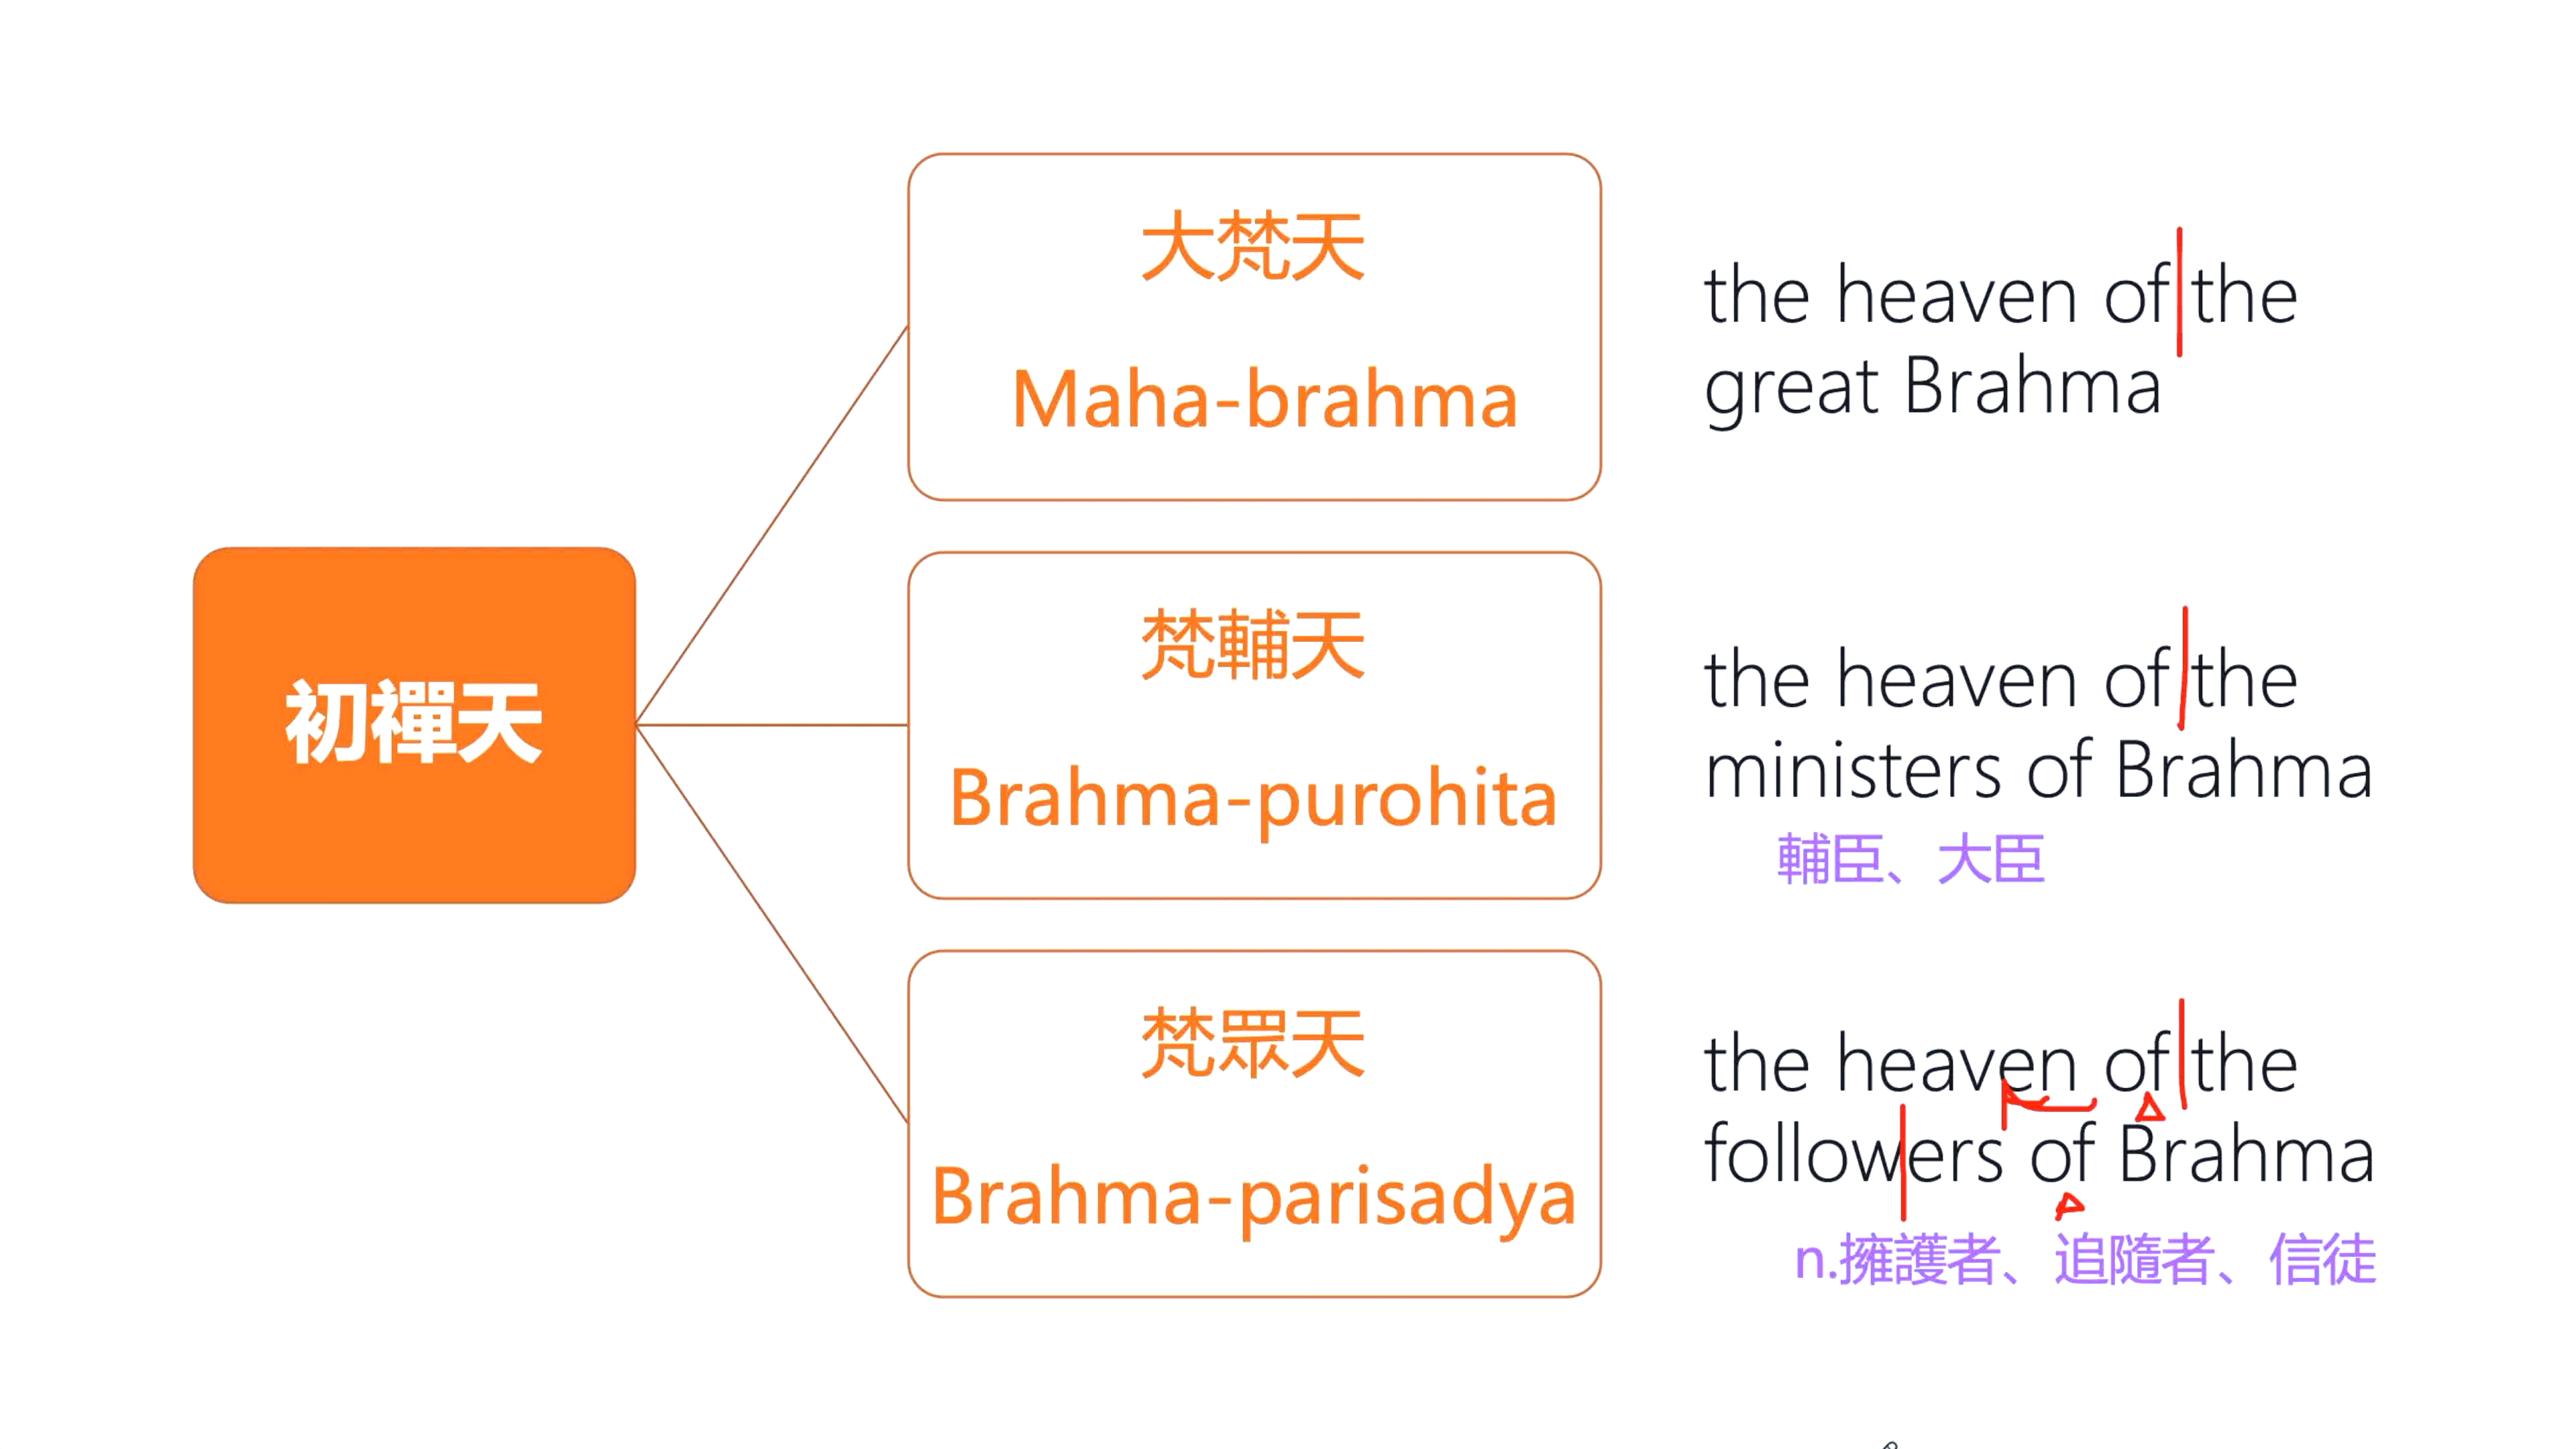 初禪天
大梵天
Maha-brahma
the heaven of the
great Brahma
梵輔天
Brahma-purohita
the heaven of the
ministers of Brahma
輔臣、大臣
梵眾天
Brahma-parisadya
the heaven of the
followers of Brahma
n.擁護者、追隨者、信徒